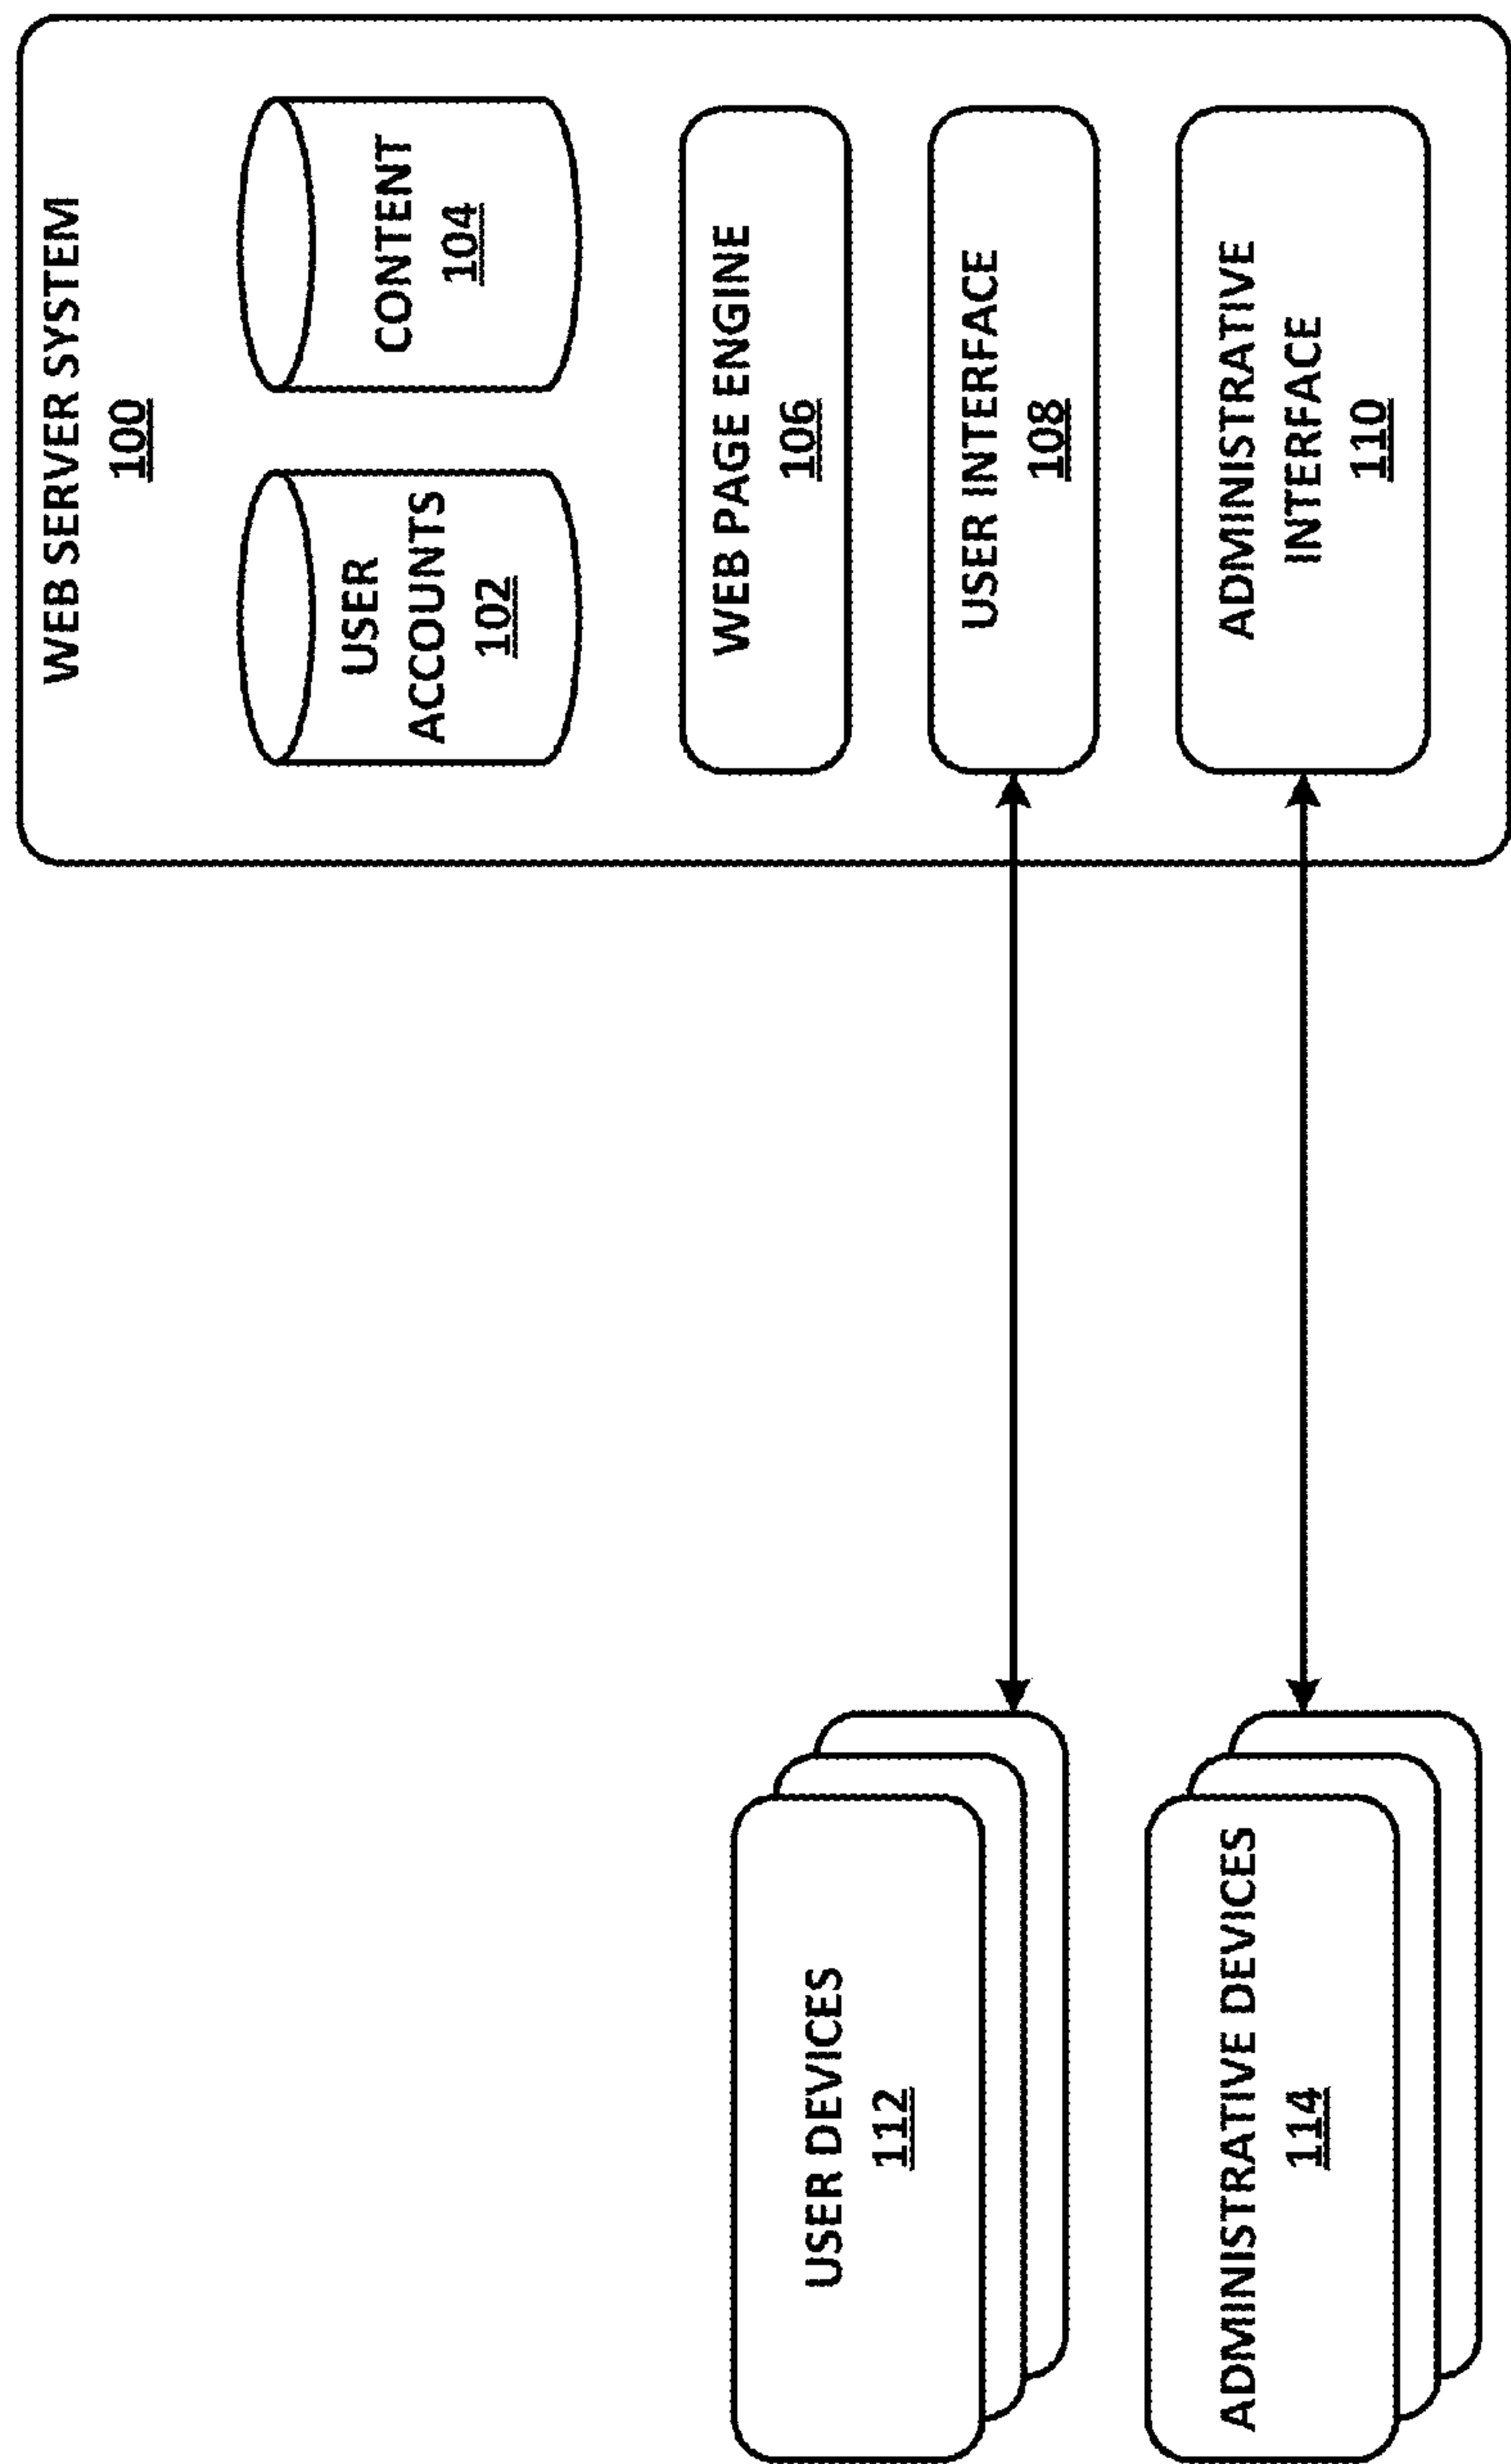 WEB SERVER SYSTEM
100
USER
ACCOUNTS
102
CONTENT
104
WEB PAGE ENGINE
106
USER DEVICES
112
USER INTERFACE
108
ADMINISTRATIVE DEVICES
114
ADMINISTRATIVE
INTERFACE
110